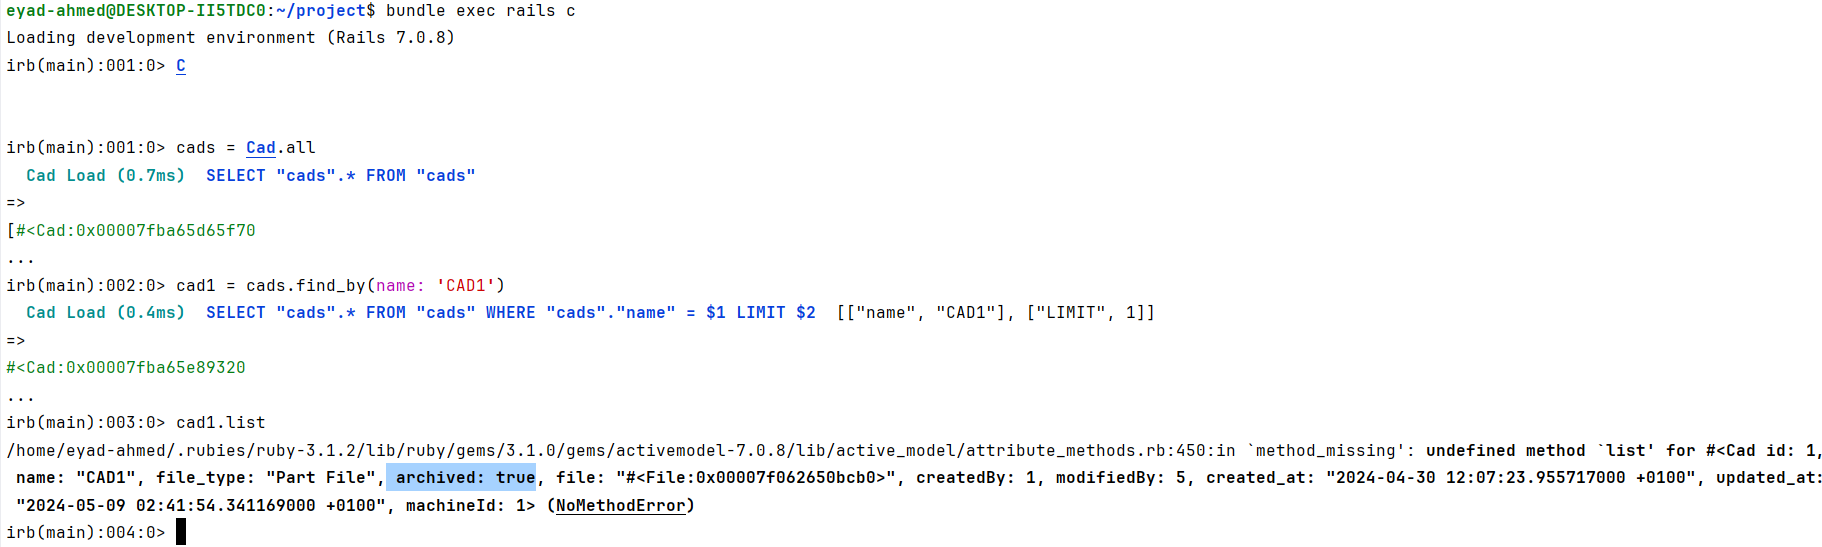 eyad-ahmed@DESKTOP-II5TDC0:~/project$ bundle exec rails c
Loading development environment (Rails 7.0.8)
irb(main):001:0> C
irb(main):001:0> cads = Cad.all
  Cad Load (0.7ms)  SELECT "cads".* FROM "cads"
=>
[#<Cad:0x00007fba65d65f70
...
irb(main):002:0> cad1 = cads.find_by(name: 'CAD1')
  Cad Load (0.4ms)  SELECT "cads".* FROM "cads" WHERE "cads"."name" = $1 LIMIT $2  [["name", "CAD1"], ["LIMIT", 1]]
=>
#<Cad:0x00007fba65e89320
...
irb(main):003:0> cad1.list
/home/eyad-ahmed/.rubies/ruby-3.1.2/lib/ruby/gems/3.1.0/gems/activemodel-7.0.8/lib/active_model/attribute_methods.rb:450:in `method_missing': undefined method `list' for #<Cad id: 1,
 name: "CAD1", file_type: "Part File", archived: true, file: "#<File:0x00007f062650bcb0>", createdBy: 1, modifiedBy: 5, created_at: "2024-04-30 12:07:23.955717000 +0100", updated_at:
 "2024-05-09 02:41:54.341169000 +0100", machineId: 1> (NoMethodError)
irb(main):004:0>